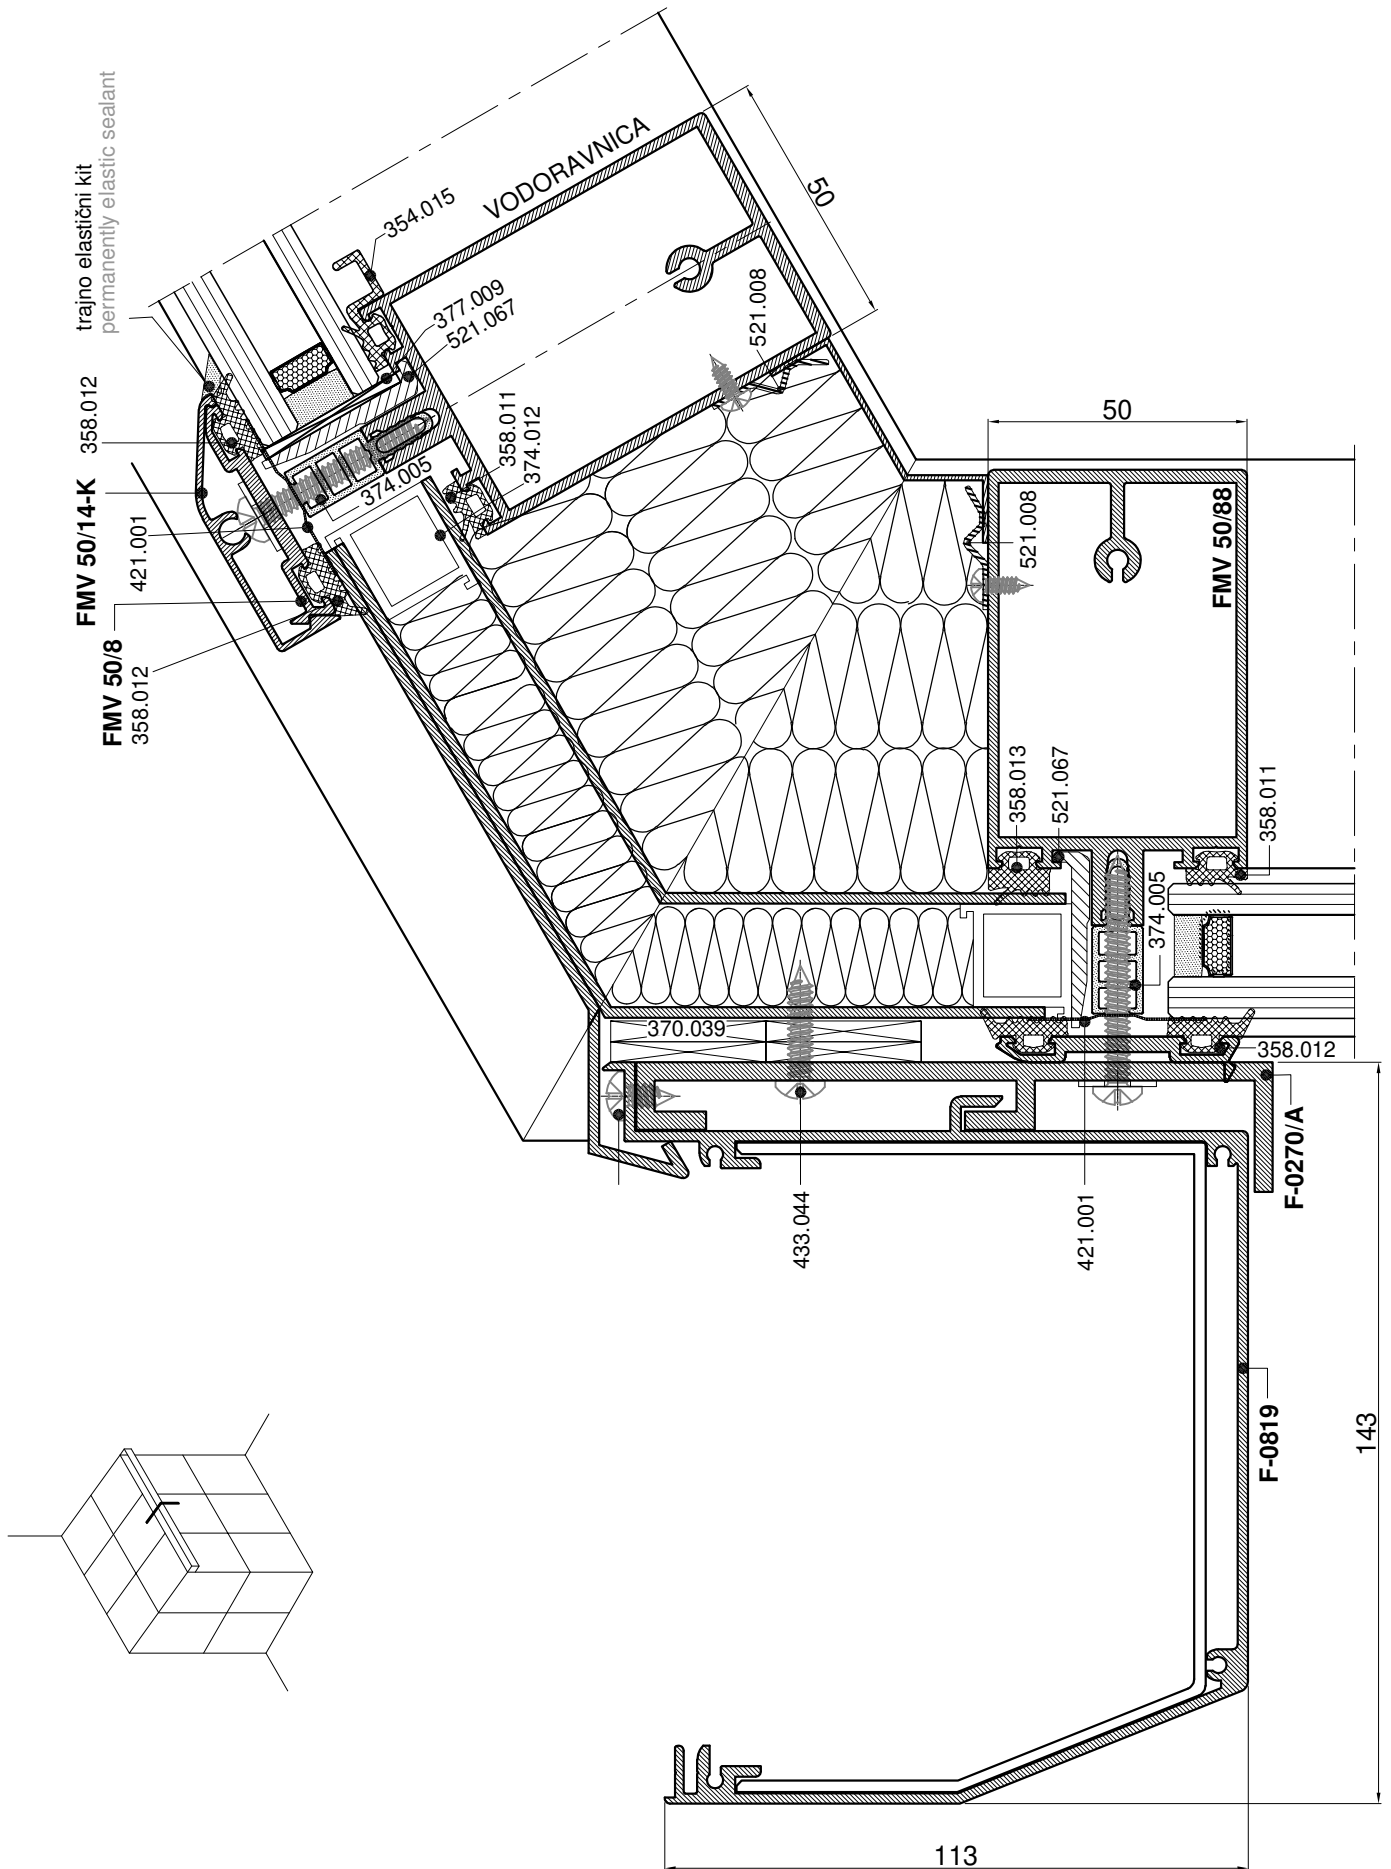 trajno elastični kit
permanently elastic sealant
358.012
FMV 50/14-K
421.001
FMV 50/8
358.012
354.015
VODORAVNICA
50
377.009
521.067
521.008
358.011
374.012
374.005
50
521.008
FMV 50/88
358.013
521.067
358.011
374.005
370.039
358.012
F-0270/A
433.044
421.001
F-0819
143
113